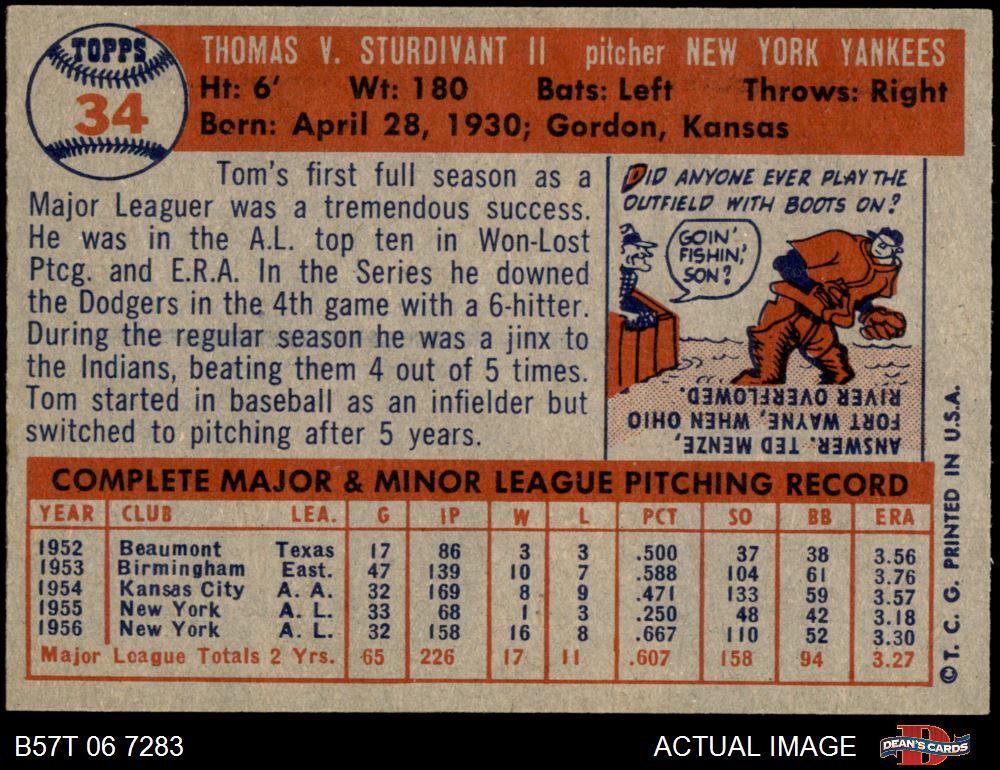 TOPPS
34
THOMAS V. STURDIVANT II pitcher NEW YORK YANKEES
Ht: 6' Wt: 180 Bats: Left Throws: Right
Born: April 28, 1930; Gordon, Kansas
Tom's first full season as a
Major Leaguer was a tremendous success.
He was in the A.L. top ten in Won-Lost
Ptcg. and E.R.A. In the Series he downed
the Dodgers in the 4th game with a 6-hitter.
During the regular season he was a jinx to
the Indians, beating them 4 out of 5 times.
Tom started in baseball as an infielder but
switched to pitching after 5 years.
DID ANYONE EVER PLAY THE
OUTFIELD WITH BOOTS ON?
GOIN'
FISHIN',
SON?
ANSWER. TED MENZE,
FORT WAYNE, WHEN OHIO
RIVER OVERFLOWED.
COMPLETE MAJOR & MINOR LEAGUE PITCHING RECORD
YEAR CLUB LEA. G IP W L PCT SO BB ERA
1952 Beaumont Texas 17 86 3 3 .500 37 38 3.56
1953 Birmingham East. 47 139 10 7 .588 104 61 3.76
1954 Kansas City A. A. 32 169 8 9 .471 133 59 3.57
1955 New York A. L. 33 68 1 3 .250 48 42 3.18
1956 New York A. L. 32 158 16 8 .667 110 52 3.30
Major League Totals 2 Yrs. 65 226 17 11 .607 158 94 3.27
© T. C. G. PRINTED IN U.S.A.
B57T 06 7283 ACTUAL IMAGE
D
DEAN'S CARDS